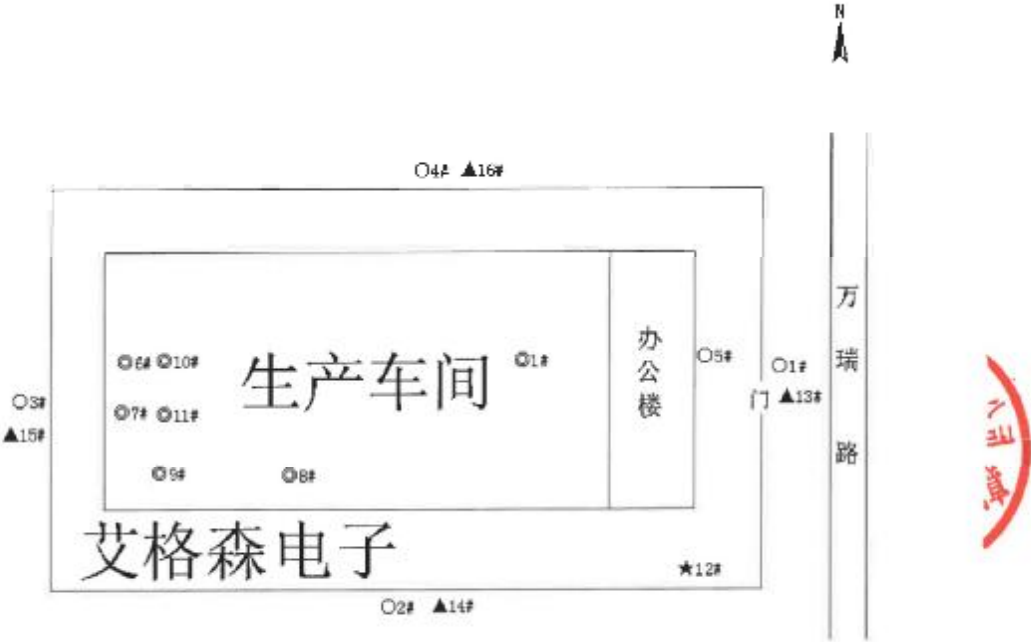 N
○4# ▲16#
万瑞路
办公楼
◎6# ◎10#
生产车间
◎1#
○5#
○1#
门 ▲13#
○3#
▲15#
◎7# ◎11#
◎9#
◎8#
艾格森电子
★12#
○2# ▲14#